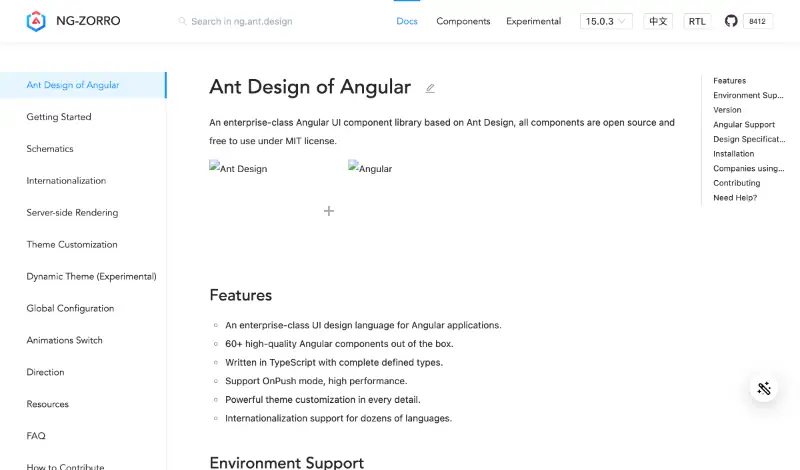 NG-ZORRO
Search in ng.ant.design
Docs
Components
Experimental
15.0.3
中文
RTL
8412
Ant Design of Angular
Getting Started
Schematics
Internationalization
Server-side Rendering
Theme Customization
Dynamic Theme (Experimental)
Global Configuration
Animations Switch
Direction
Resources
FAQ
How to Contribute
Ant Design of Angular
An enterprise-class Angular UI component library based on Ant Design, all components are open source and
free to use under MIT license.
Ant Design
Angular
+
Features
An enterprise-class UI design language for Angular applications.
60+ high-quality Angular components out of the box.
Written in TypeScript with complete defined types.
Support OnPush mode, high performance.
Powerful theme customization in every detail.
Internationalization support for dozens of languages.
Environment Support
Features
Environment Sup...
Version
Angular Support
Design Specificat...
Installation
Companies using...
Contributing
Need Help?